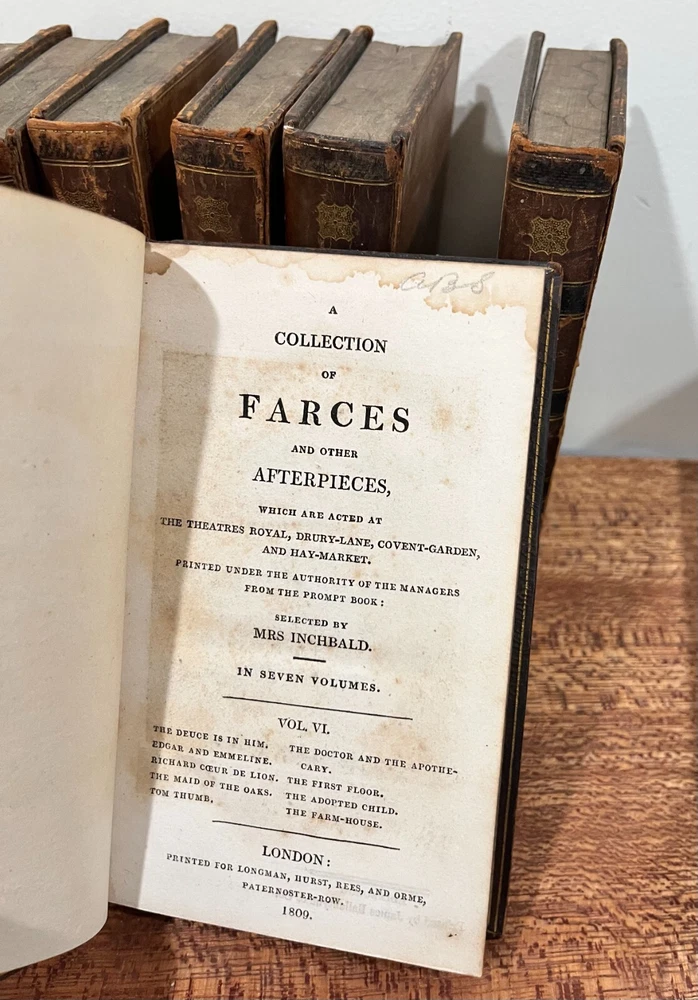 ABS
A
COLLECTION
OF
FARCES
AND OTHER
AFTERPIECES,
WHICH ARE ACTED AT
THE THEATRES ROYAL, DRURY-LANE, COVENT-GARDEN,
AND HAY-MARKET.
PRINTED UNDER THE AUTHORITY OF THE MANAGERS
FROM THE PROMPT BOOK:
SELECTED BY
MRS INCHBALD.
IN SEVEN VOLUMES.
VOL. VI.
THE DEUCE IS IN HIM.
EDGAR AND EMMELINE.
RICHARD CŒUR DE LION.
THE MAID OF THE OAKS.
TOM THUMB.
THE DOCTOR AND THE APOTHE-
CARY.
THE FIRST FLOOR.
THE ADOPTED CHILD.
THE FARM-HOUSE.
LONDON:
PRINTED FOR LONGMAN, HURST, REES, AND ORME,
PATERNOSTER-ROW.
1809.